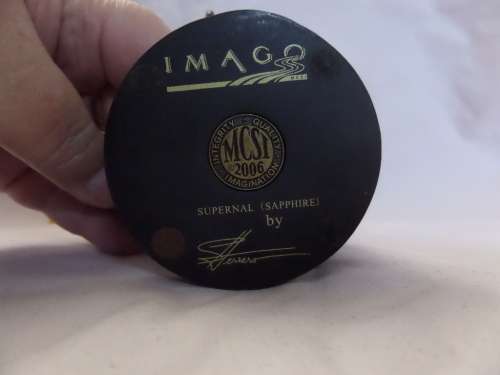 IMAGO
INTEGRITY QUALITY
MCSI
2006
IMAGINATION
SUPERNAL (SAPPHIRE)
by